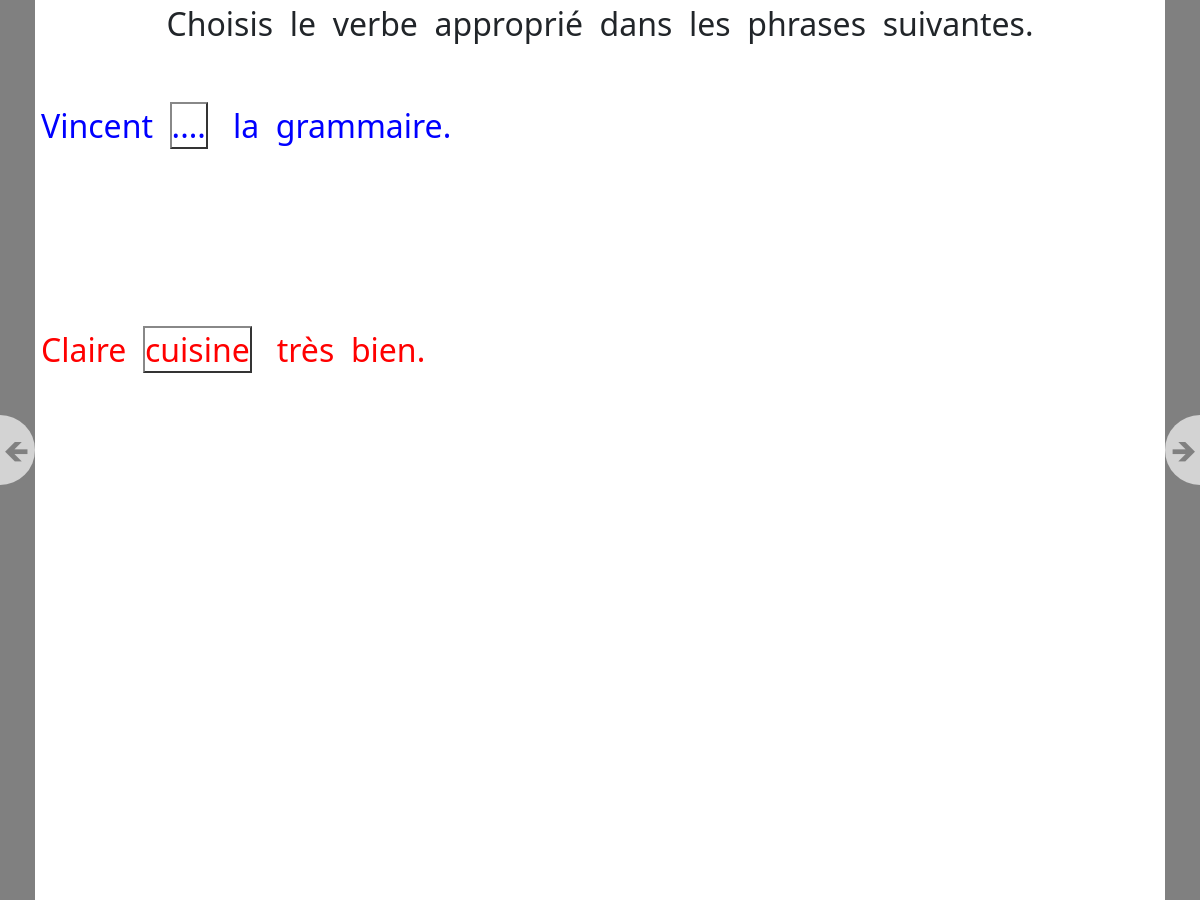 Choisis le verbe approprié dans les phrases suivantes.
Vincent .... la grammaire.
Claire cuisine très bien.